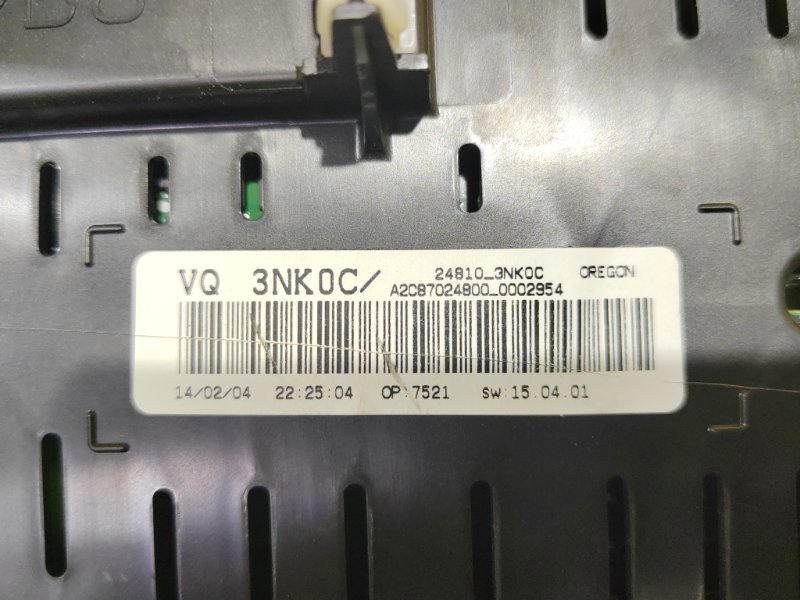 VQ 3NK0C/ 24810_3NK0C OREGON
A2C87024800_0002954
14/02/04 22:25:04 OP:7521 SW:15.04.01